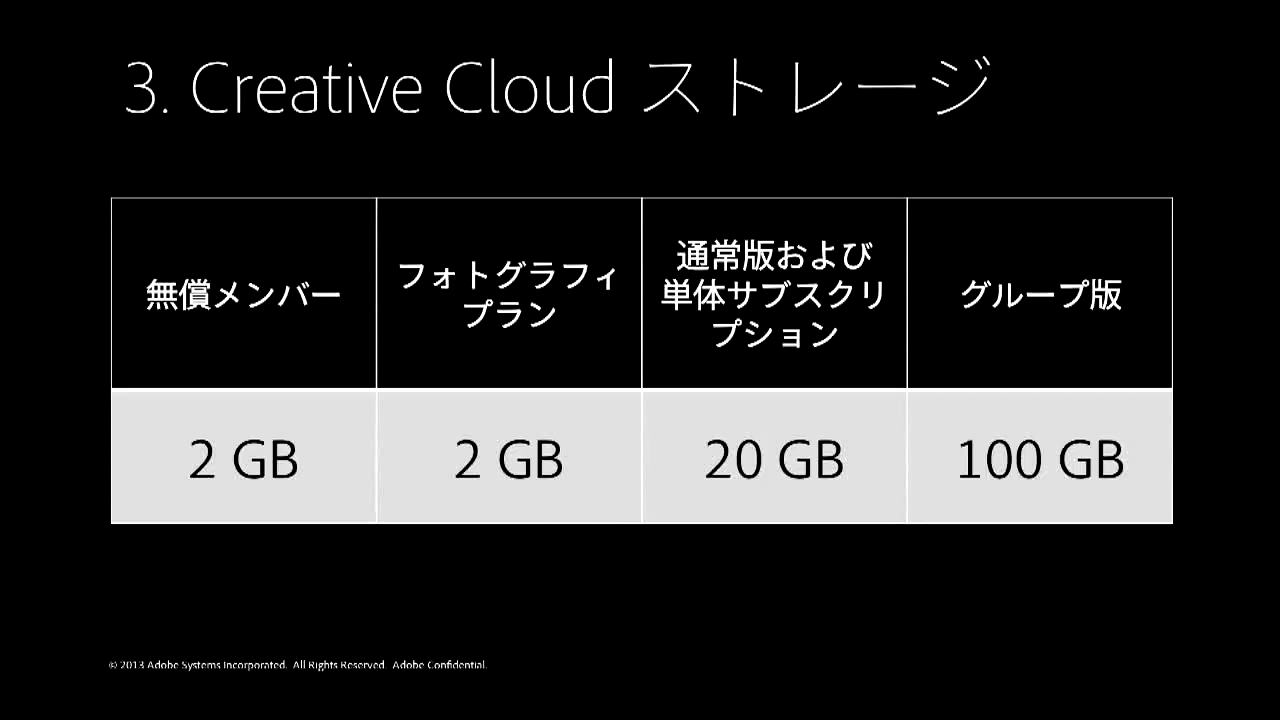 3. Creative Cloud ストレージ
無償メンバー
フォトグラフィ
プラン
通常版および
単体サブスクリ
プション
グループ版
2 GB
2 GB
20 GB
100 GB
© 2013 Adobe Systems Incorporated. All Rights Reserved. Adobe Confidential.